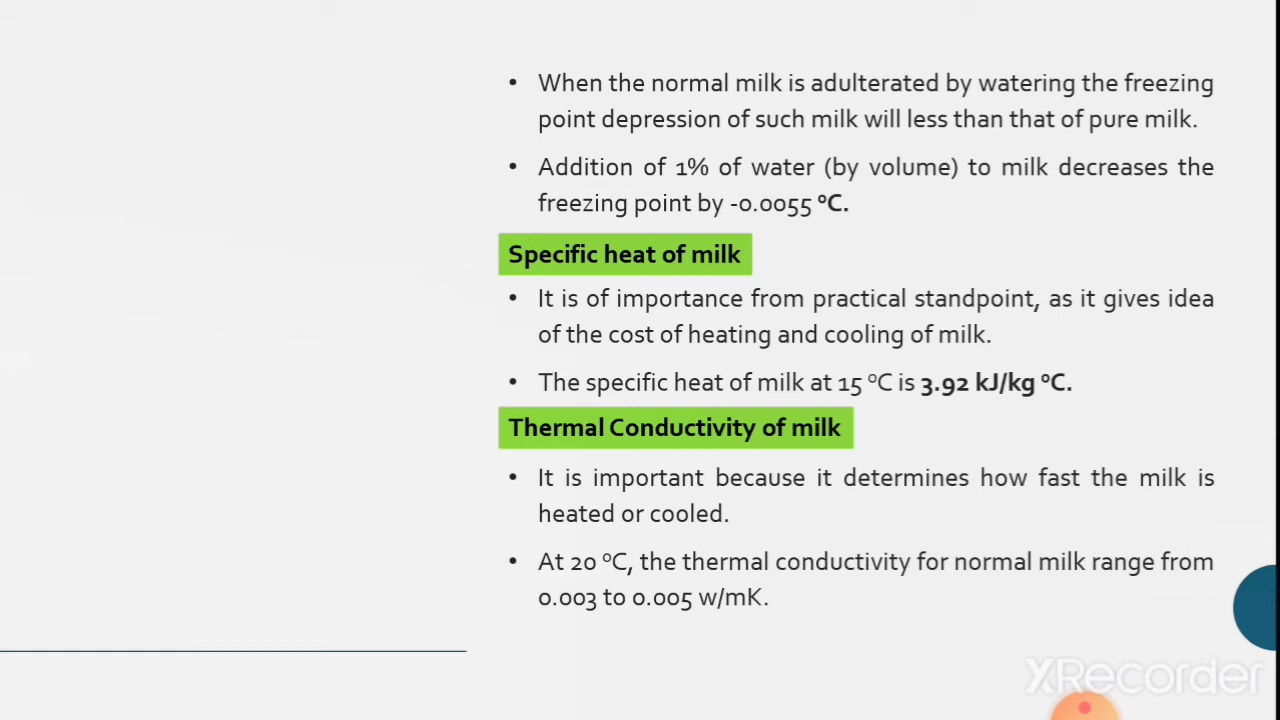 • When the normal milk is adulterated by watering the freezing
point depression of such milk will less than that of pure milk.
• Addition of 1% of water (by volume) to milk decreases the
freezing point by -0.0055 °C.
Specific heat of milk
• It is of importance from practical standpoint, as it gives idea
of the cost of heating and cooling of milk.
• The specific heat of milk at 15 °C is 3.92 kJ/kg °C.
Thermal Conductivity of milk
• It is important because it determines how fast the milk is
heated or cooled.
• At 20 °C, the thermal conductivity for normal milk range from
0.003 to 0.005 w/mK.
XRecorder